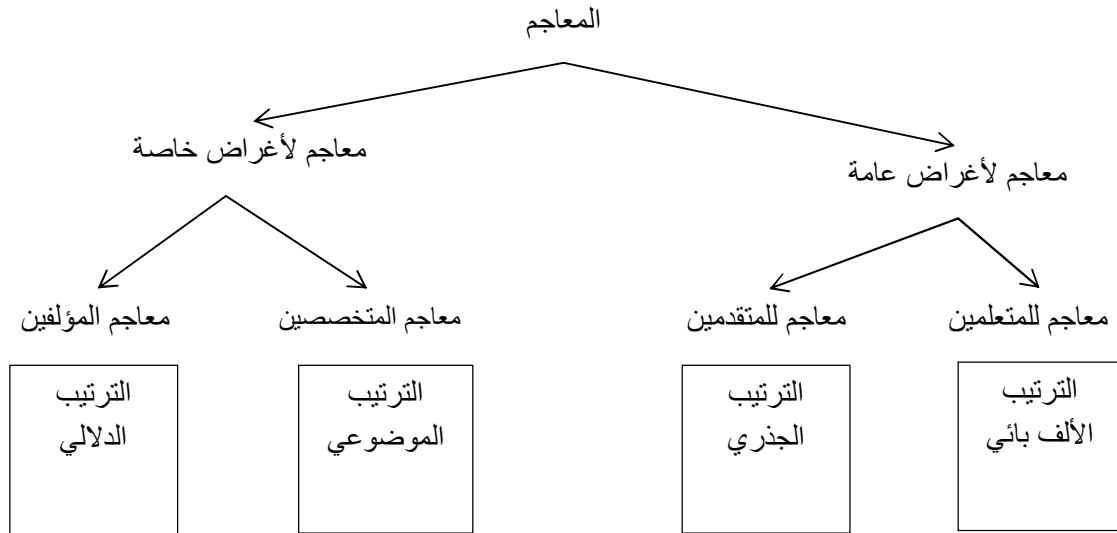 المعاجم
معاجم لأغراض عامة
معاجم لأغراض خاصة
معاجم للمتعلمين
معاجم للمتقدمين
معاجم المتخصصين
معاجم المؤلفين
الترتيب
الألف بائي
الترتيب
الجذري
الترتيب
الموضوعي
الترتيب
الدلالي